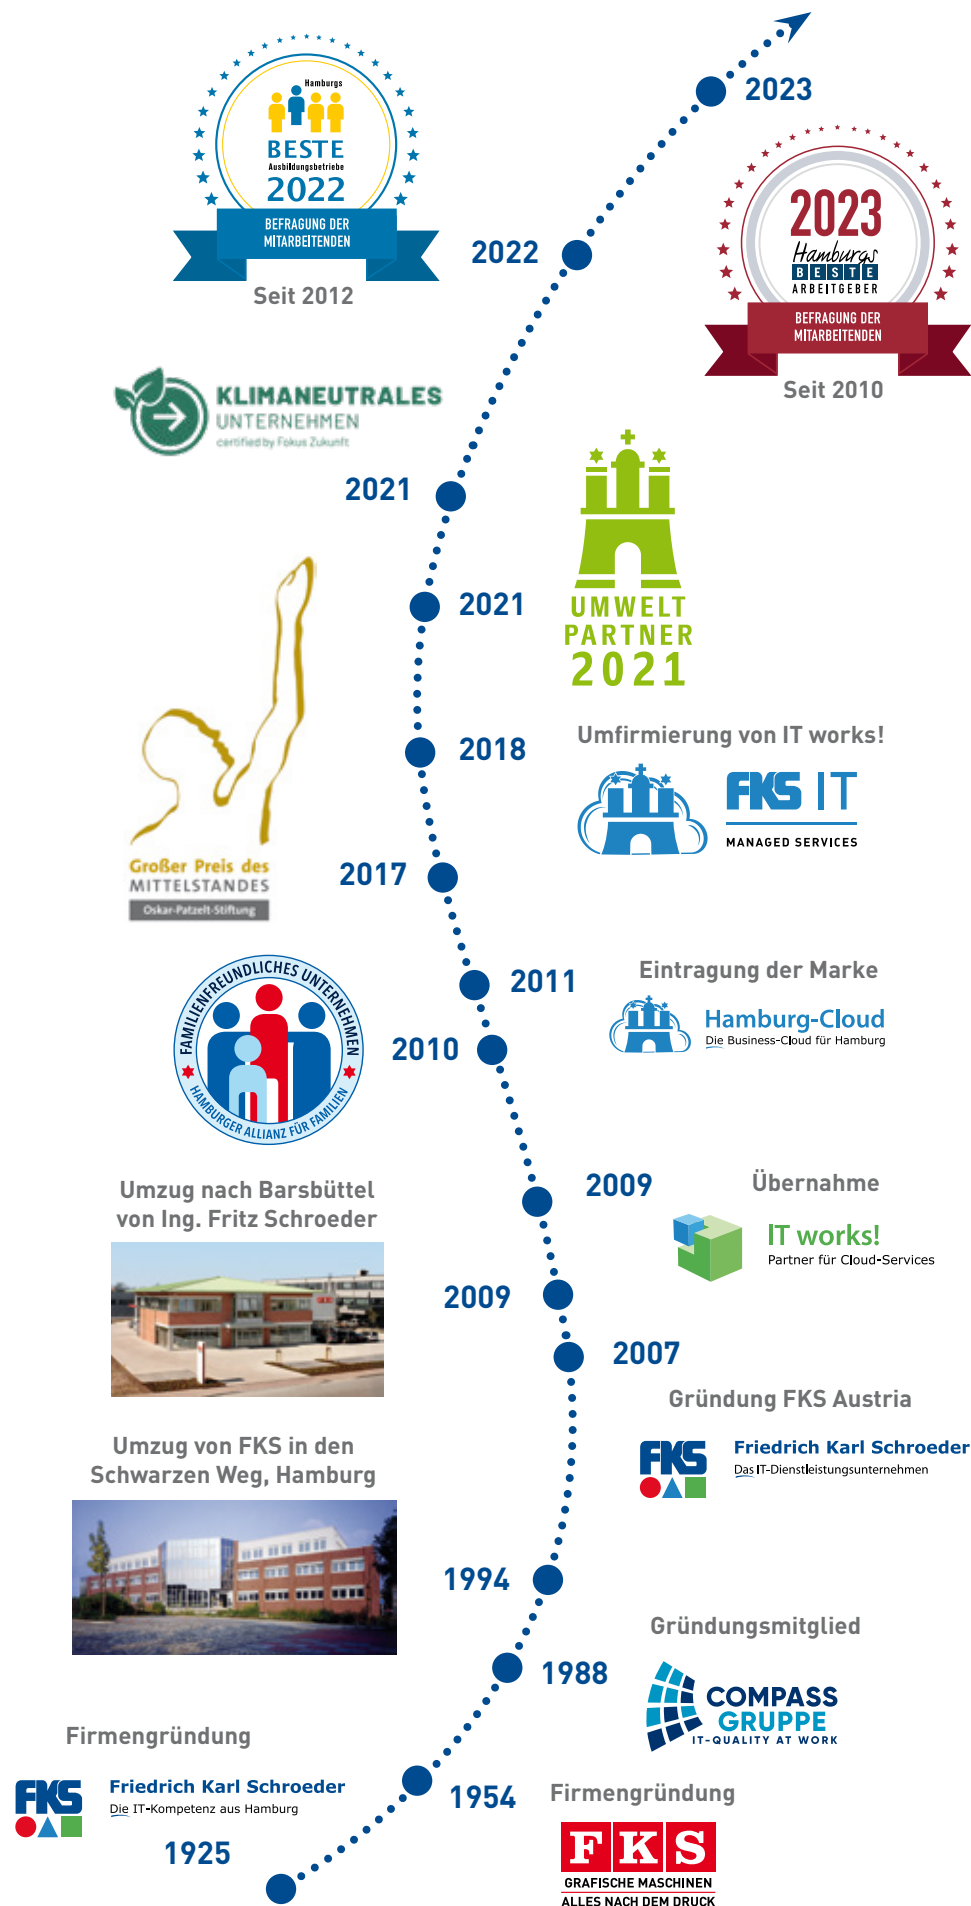 2023
Hamburgs
BESTE
Ausbildungsbetriebe
2022
BEFRAGUNG DER
MITARBEITENDEN
Seit 2012
2023
Hamburgs
BESTE
ARBEITGEBER
BEFRAGUNG DER
MITARBEITENDEN
Seit 2010
2022
KLIMANEUTRALES
UNTERNEHMEN
certified by Fokus Zukunft
2021
UMWELT
PARTNER
2021
2021
Großer Preis des
MITTELSTANDES
Oskar-Patzelt-Stiftung
2018
Umfirmierung von IT works!
FKS IT
MANAGED SERVICES
2017
2011
Eintragung der Marke
Hamburg-Cloud
Die Business-Cloud für Hamburg
FAMILIENFREUNDLICHES UNTERNEHMEN
HAMBURGER ALLIANZ FÜR FAMILIEN
2010
2009
Übernahme
IT works!
Partner für Cloud-Services
Umzug nach Barsbüttel
von Ing. Fritz Schroeder
2009
2007
Gründung FKS Austria
FKS
Friedrich Karl Schroeder
Das IT-Dienstleistungsunternehmen
Umzug von FKS in den
Schwarzen Weg, Hamburg
1994
1988
Gründungsmitglied
COMPASS
GRUPPE
IT-QUALITY AT WORK
Firmengründung
FKS
Friedrich Karl Schroeder
Die IT-Kompetenz aus Hamburg
1925
1954
Firmengründung
FKS
GRAFISCHE MASCHINEN
ALLES NACH DEM DRUCK